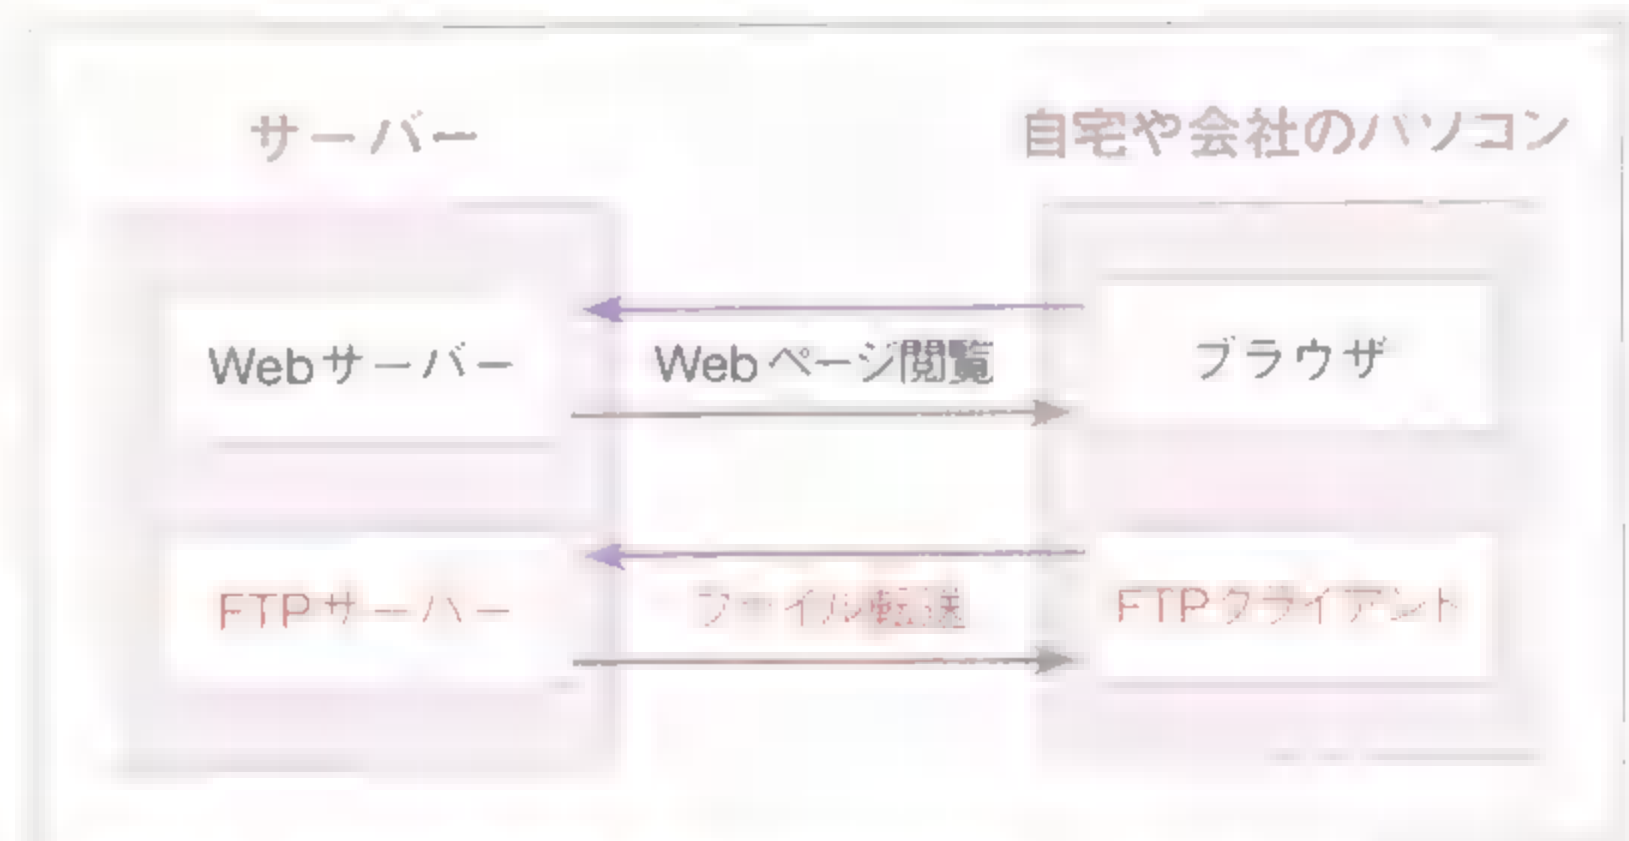 サーバー
自宅や会社のパソコン
Webサーバー
Webページ閲覧
ブラウザ
FTPサーバー
ファイル転送
FTPクライアント